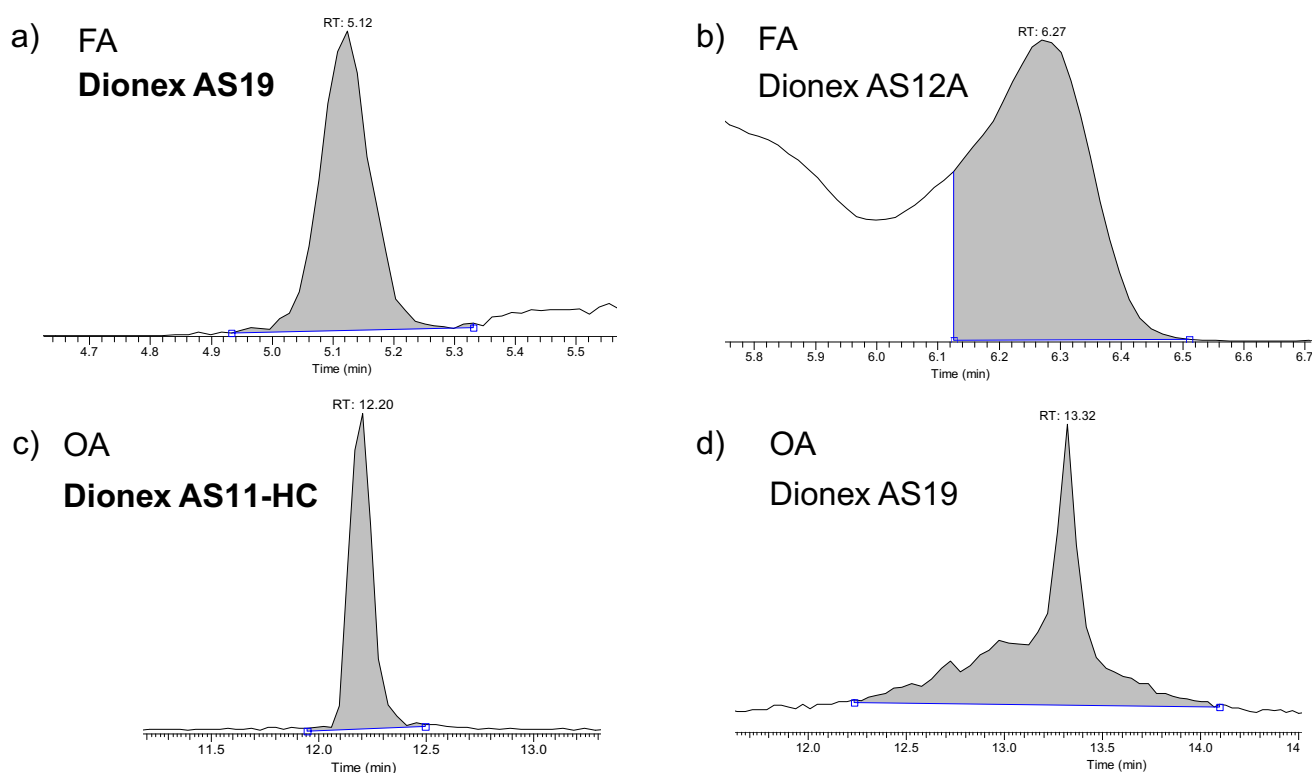 a) FA
Dionex AS19
RT: 5.12
4.7 4.8 4.9 5.0 5.1 5.2 5.3 5.4 5.5
Time (min)
b) FA
Dionex AS12A
RT: 6.27
5.8 5.9 6.0 6.1 6.2 6.3 6.4 6.5 6.6 6.7
Time (min)
c) OA
Dionex AS11-HC
RT: 12.20
11.5 12.0 12.5 13.0
Time (min)
d) OA
Dionex AS19
RT: 13.32
12.0 12.5 13.0 13.5 14.0 14
Time (min)